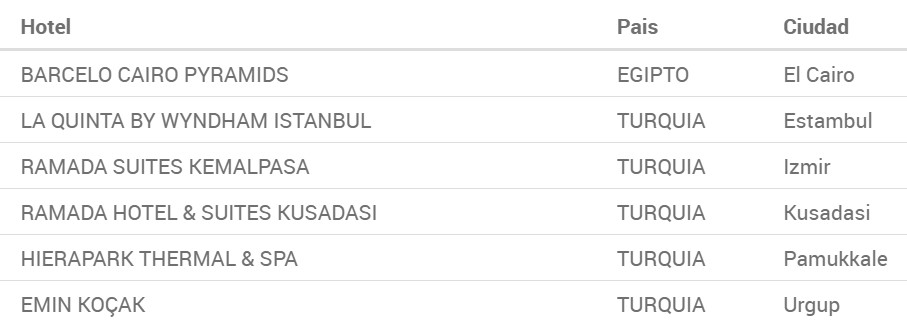 Hotel Pais Ciudad
BARCELO CAIRO PYRAMIDS EGIPTO El Cairo
LA QUINTA BY WYNDHAM ISTANBUL TURQUIA Estambul
RAMADA SUITES KEMALPASA TURQUIA Izmir
RAMADA HOTEL & SUITES KUSADASI TURQUIA Kusadasi
HIERAPARK THERMAL & SPA TURQUIA Pamukkale
EMIN KOÇAK TURQUIA Urgup